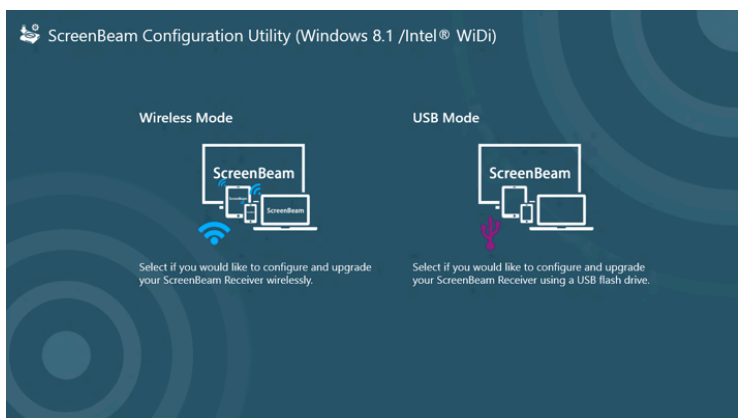 ScreenBeam Configuration Utility (Windows 8.1 /Intel® WiDi)
Wireless Mode
USB Mode
ScreenBeam
ScreenBeam
ScreenBeam
ScreenBeam
Select if you would like to configure and upgrade
your ScreenBeam Receiver wirelessly.
Select if you would like to configure and upgrade
your ScreenBeam Receiver using a USB flash drive.